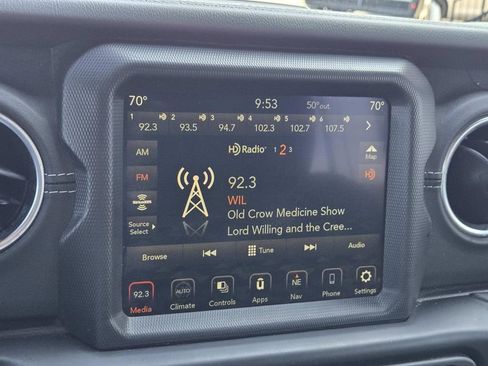 70° 9:53 50°out. 70°
1 2 3 4 5 6
92.3 93.5 94.7 102.3 102.7 107.5
AM HD Radio 1 2 3 Map
FM 92.3 HD
WIL
SiriusXM Old Crow Medicine Show
Source Select Lord Willing and the Cree...
Browse Tune Audio
92.3 AUTO NE
Media Climate Controls Apps Nav Phone Settings